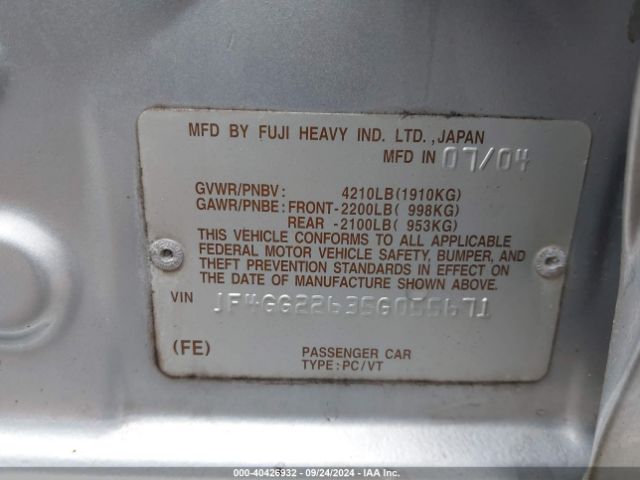 MFD BY FUJI HEAVY IND. LTD.,JAPAN
MFD IN 07/04
GVWR/PNBV: 4210LB(1910KG)
GAWR/PNBE: FRONT-2200LB( 998KG)
REAR -2100LB( 953KG)
THIS VEHICLE CONFORMS TO ALL APPLICABLE
FEDERAL MOTOR VEHICLE SAFETY, BUMPER, AND
THEFT PREVENTION STANDARDS IN EFFECT ON
THE DATE OF MANUFACTURE SHOWN ABOVE.
VIN JF4GG22635G055671
(FE) PASSENGER CAR
TYPE:PC/VT
000-40426932 - 09/24/2024 - IAA Inc.